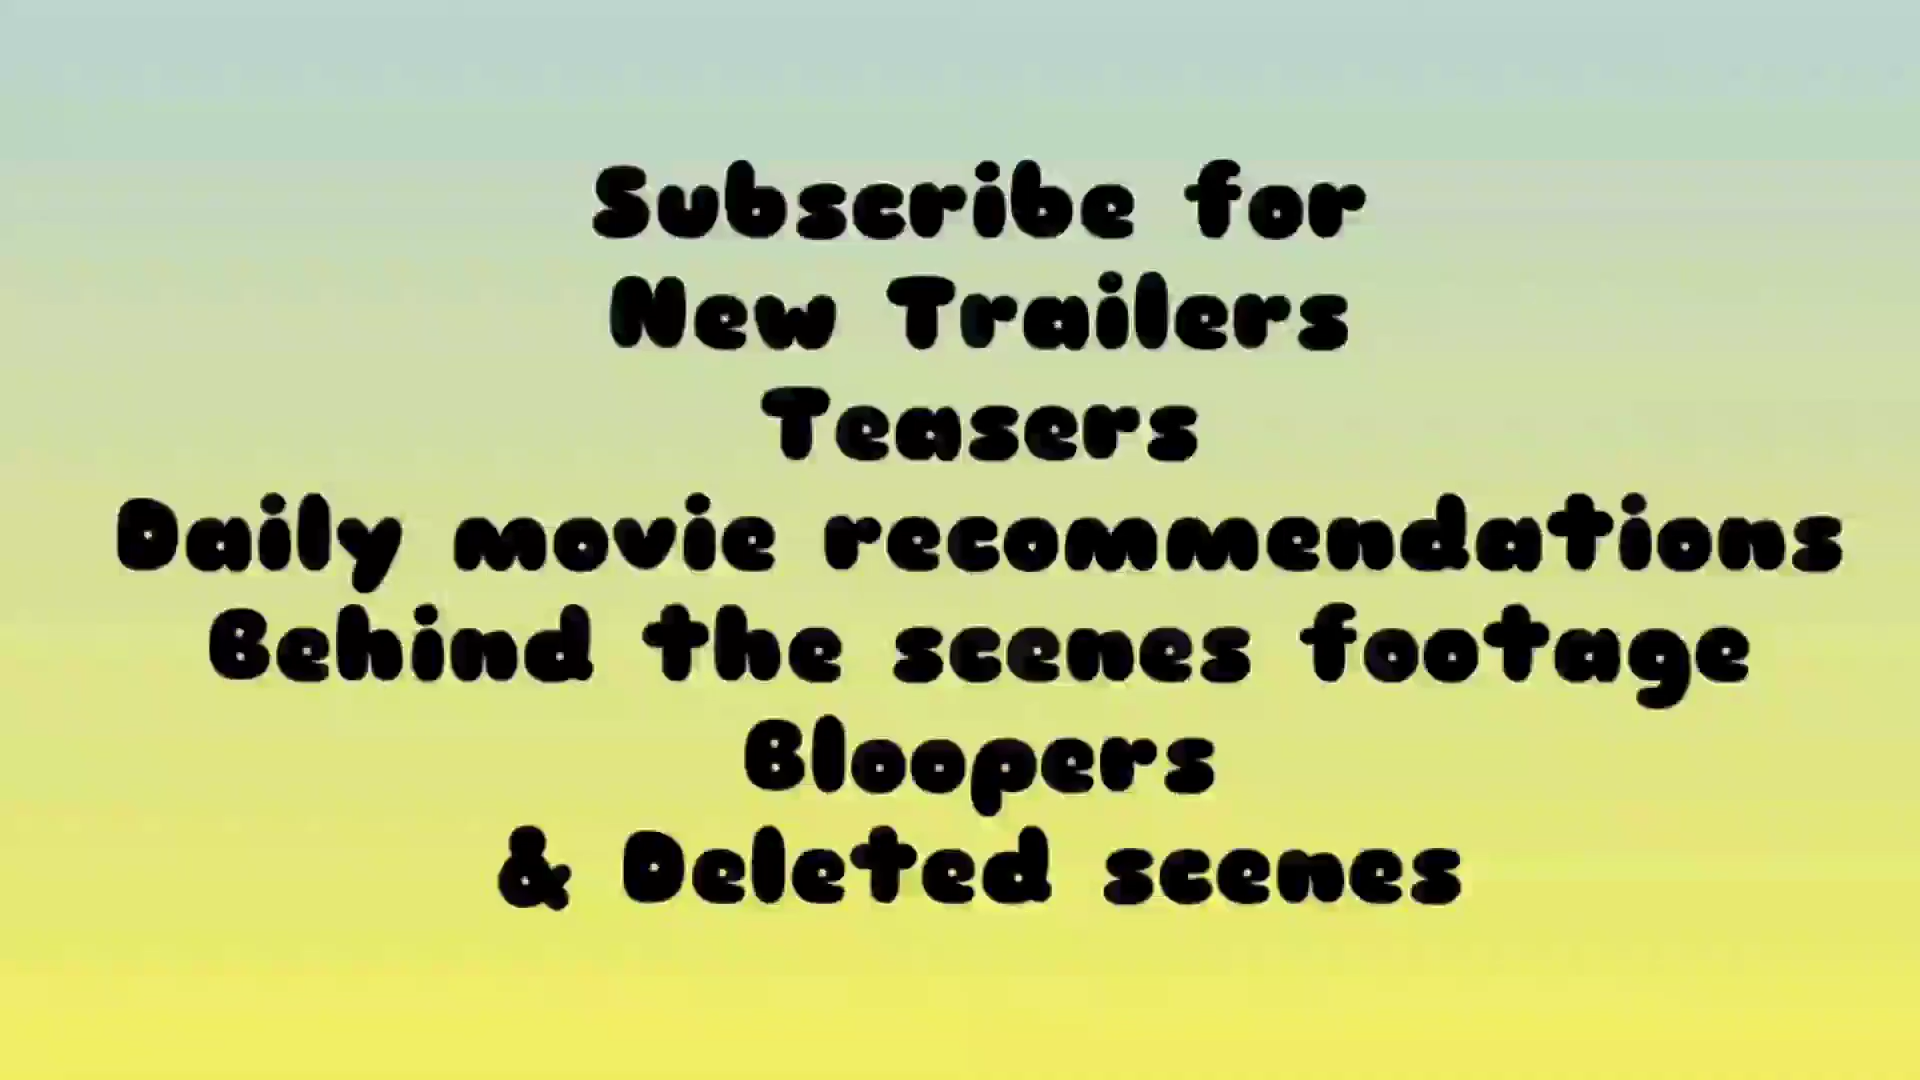 Subscribe for
New Trailers
Teasers
Daily movie recommendations
Behind the scenes footage
Bloopers
& Deleted scenes